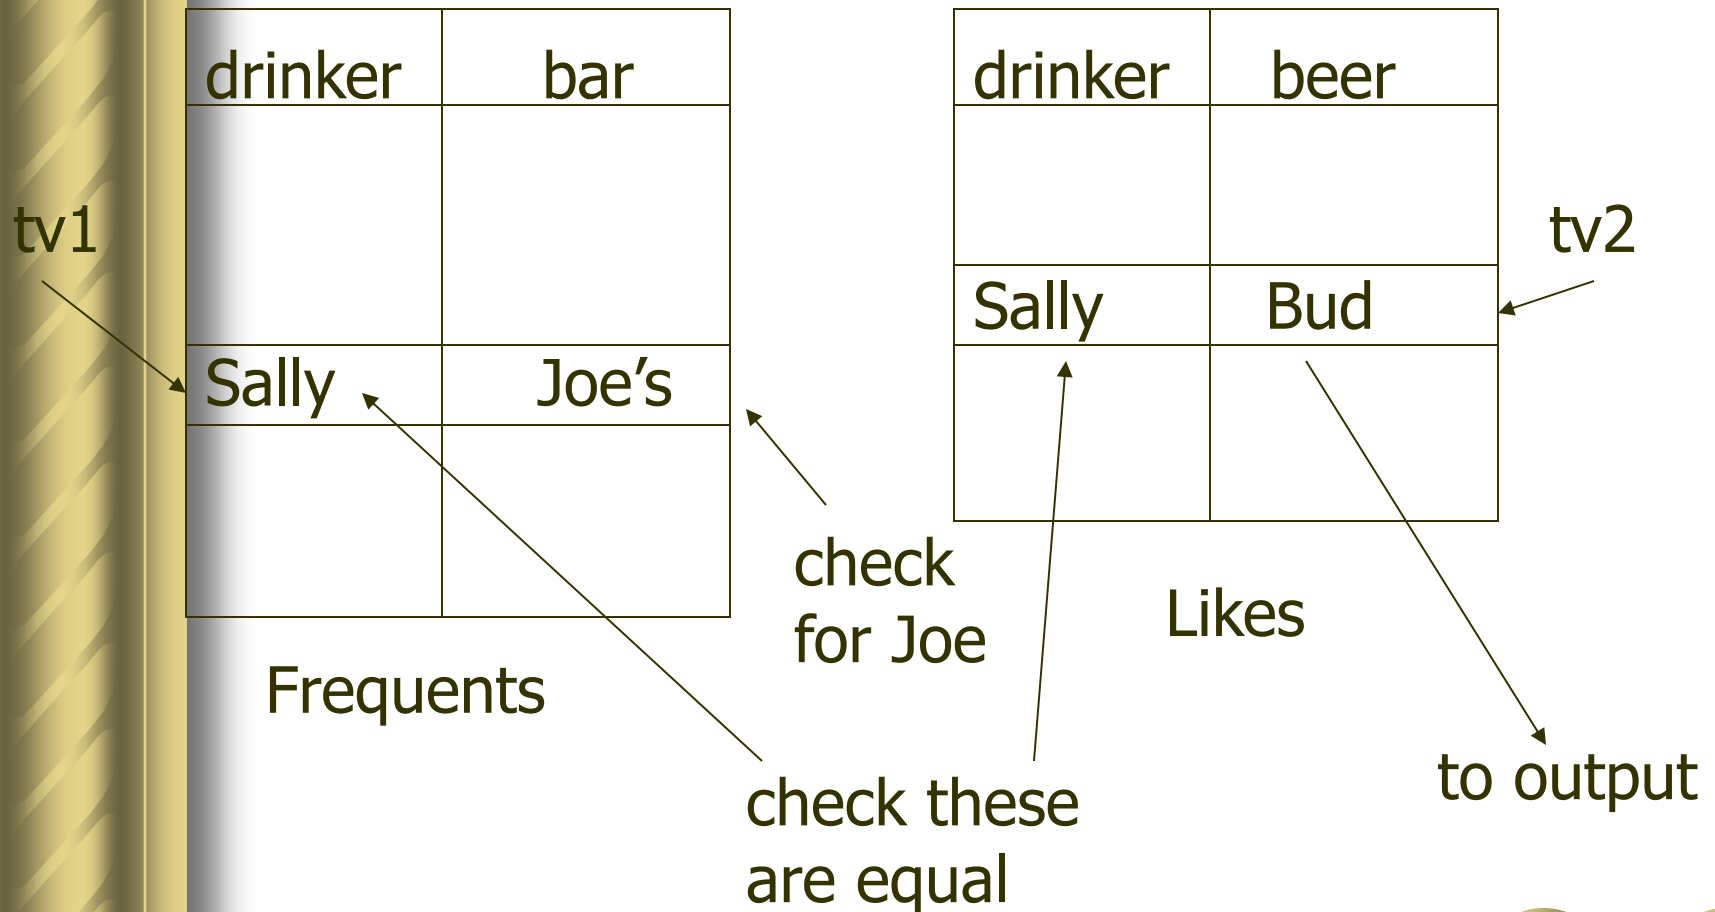 drinker bar
drinker beer
tv1
tv2
Sally Bud
Sally Joe’s
check
for Joe
Likes
Frequents
to output
check these
are equal